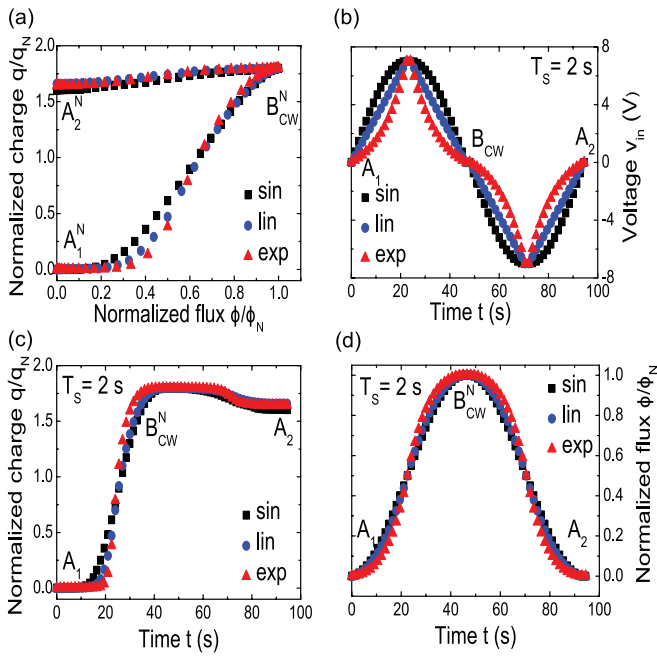 (a)
2.0
1.5
1.0
0.5
0.0
Normalized charge q/q_N
A_2^N
B_CW^N
A_1^N
sin
lin
exp
0.0 0.2 0.4 0.6 0.8 1.0
Normalized flux ϕ/ϕ_N
(b)
T_S= 2 s
8
4
0
-4
-8
Voltage v_in (V)
B_CW
A_2
A_1
sin
lin
exp
0 20 40 60 80 100
Time t (s)
(c)
2.0
1.5
1.0
0.5
0.0
Normalized charge q/q_N
T_S= 2 s
B_CW^N
A_2
A_1
sin
lin
exp
0 20 40 60 80 100
Time t (s)
(d)
T_S= 2 s
B_CW^N
sin
lin
exp
1.0
0.8
0.6
0.4
0.2
0.0
Normalized flux ϕ/ϕ_N
A_1
A_2
0 20 40 60 80 100
Time t (s)